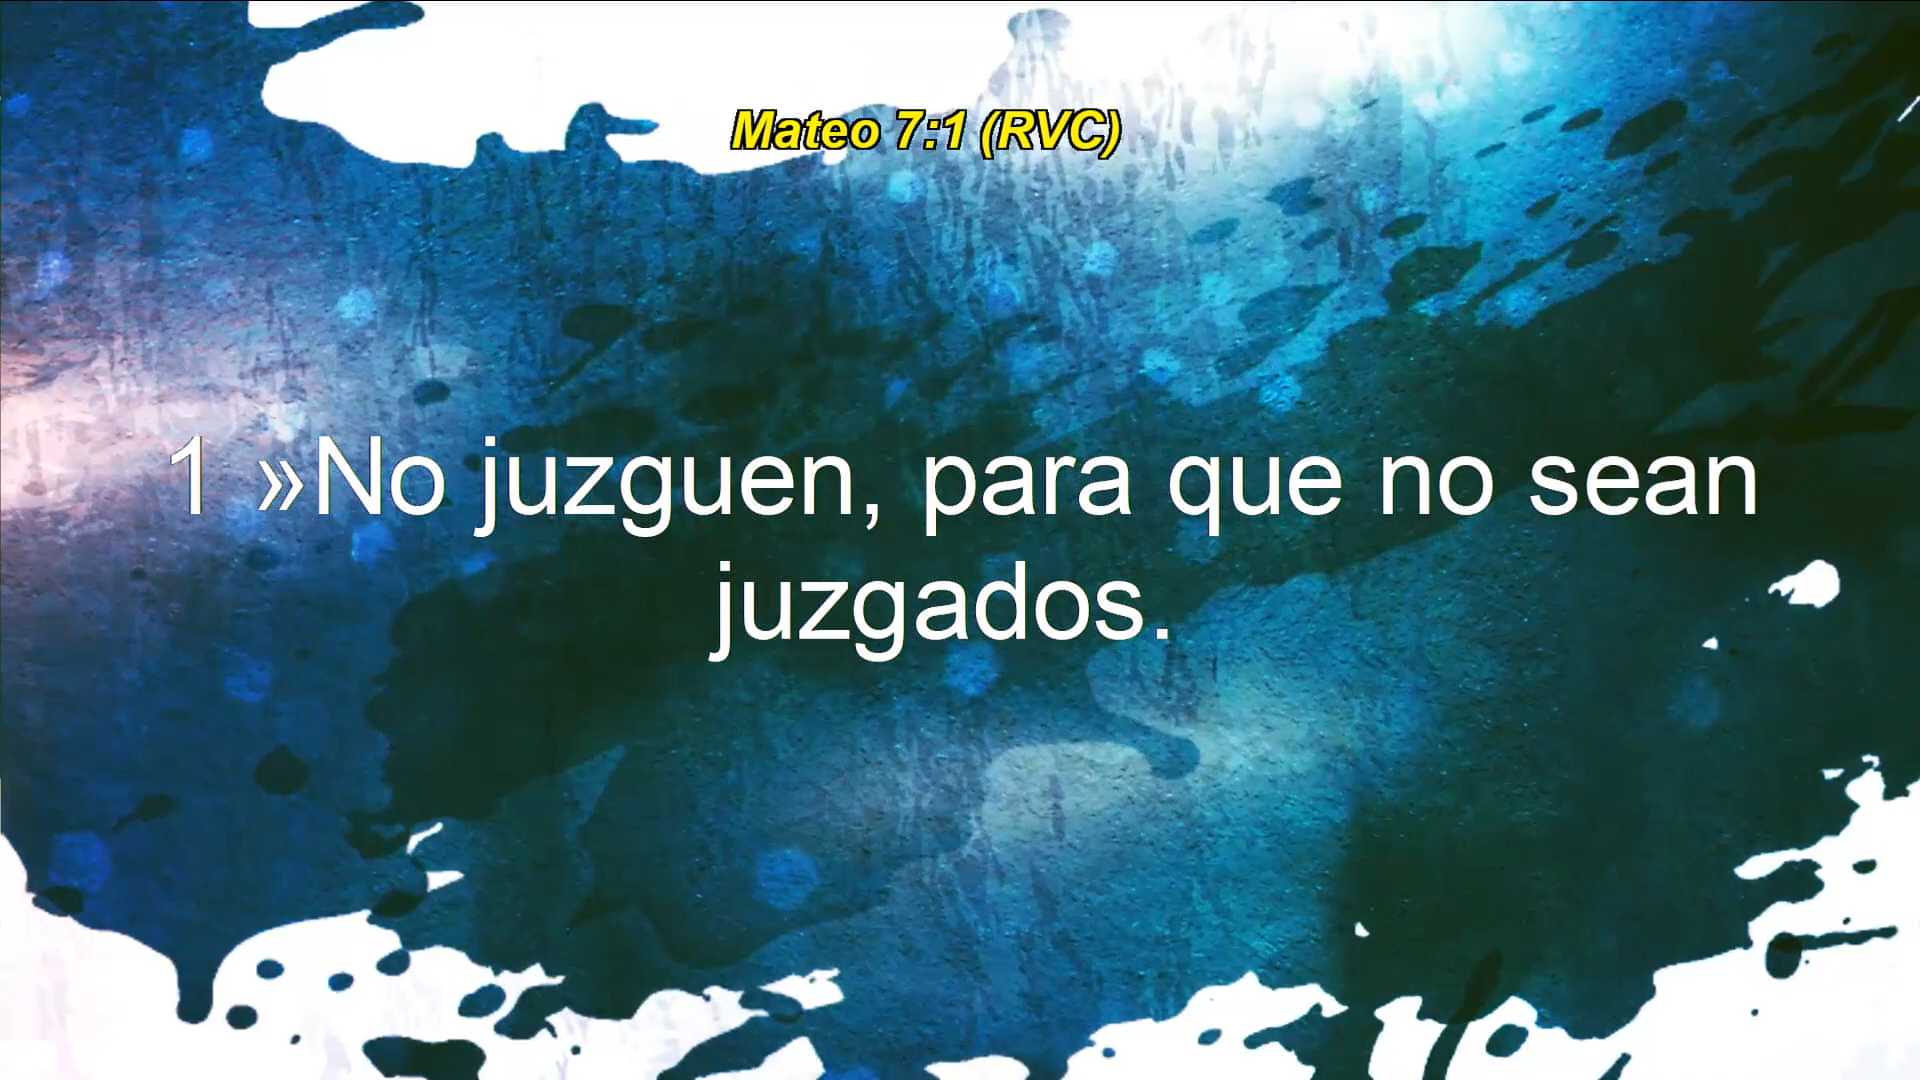 Mateo 7:1 (RVC)
1 »No juzguen, para que no sean
juzgados.